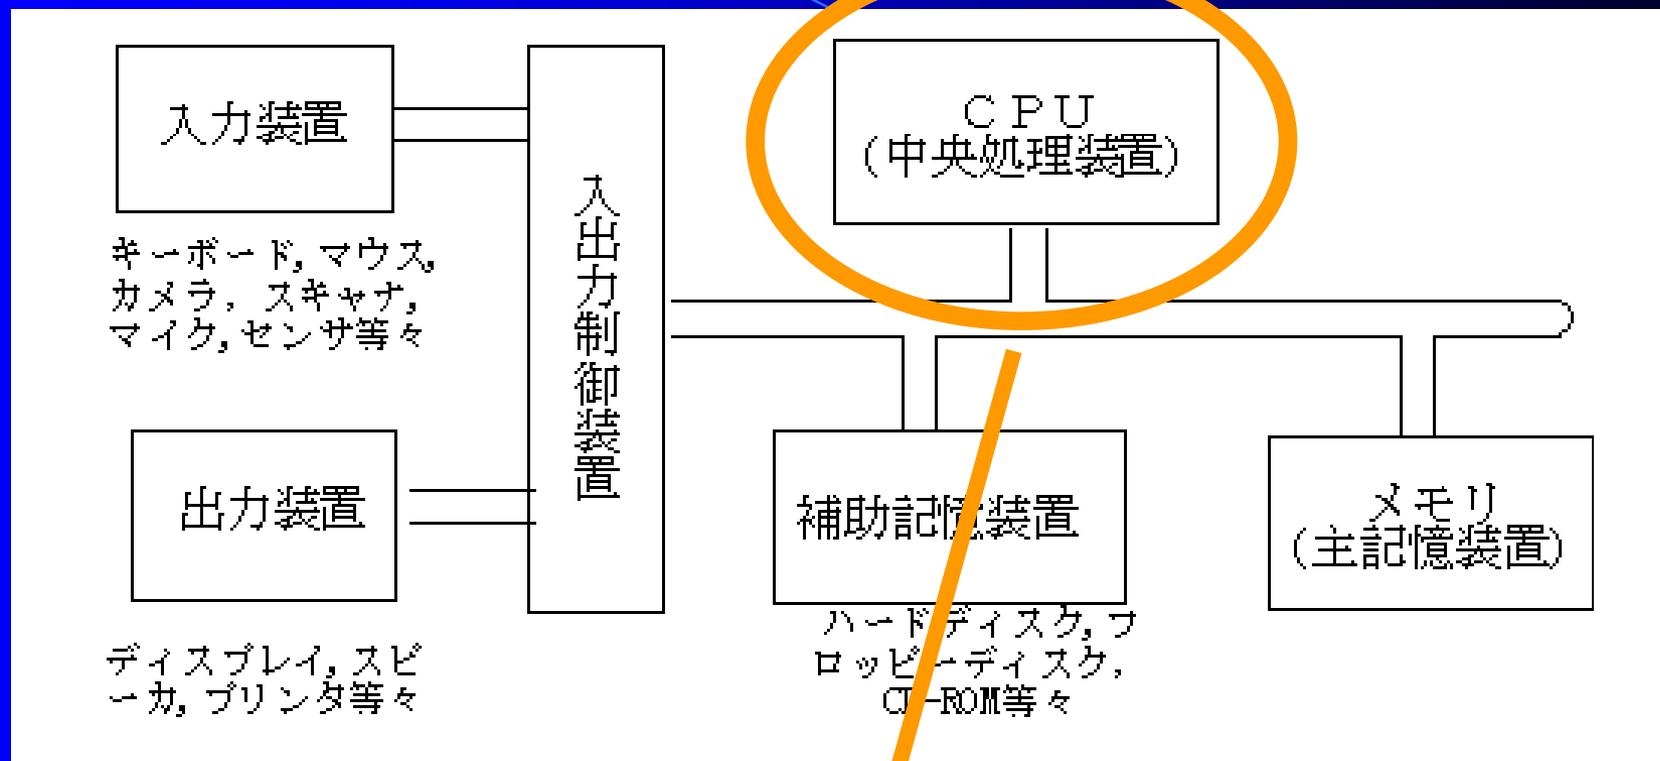 入力装置
キーボード,マウス,
カメラ, スキャナ,
マイク,センサ等々
出力装置
ディスプレイ,スピ
ーカ,プリンタ等々
入出力制御装置
ＣＰＵ
(中央処理装置)
補助記憶装置
ハードディスク,フ
ロッピーディスク,
CD-ROM等々
メモリ
(主記憶装置)